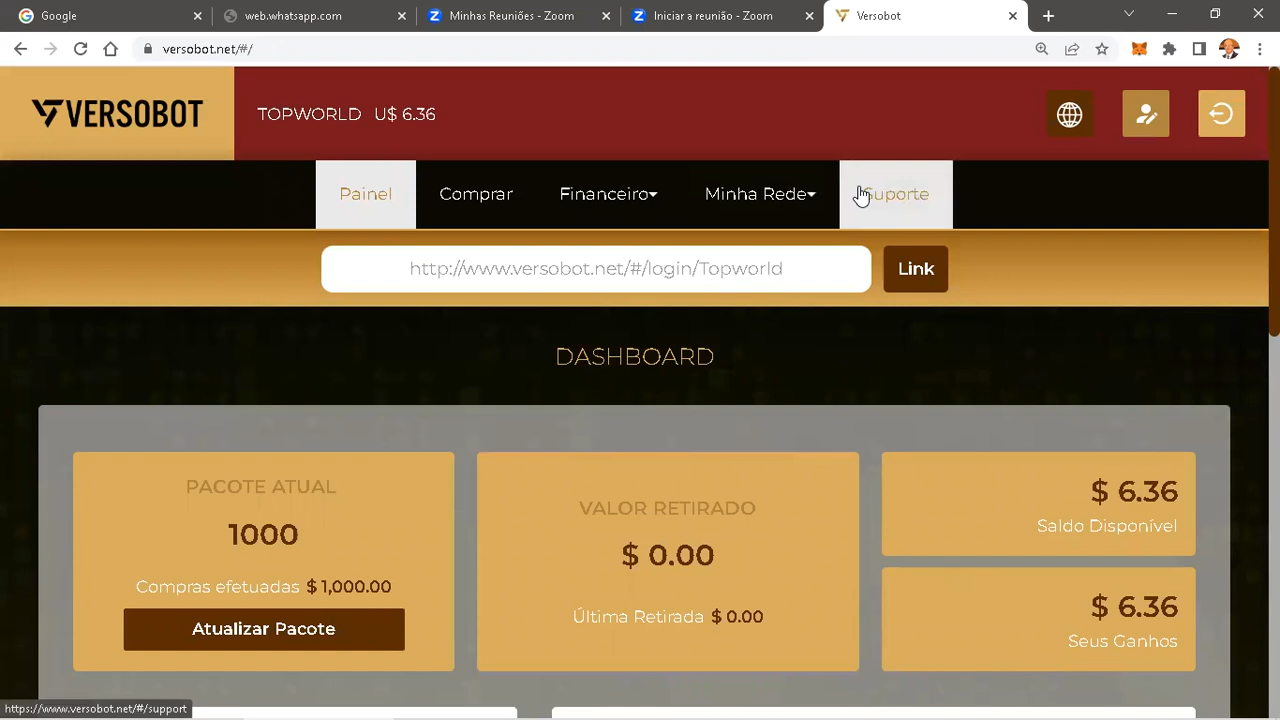 Google
web.whatsapp.com
Minhas Reuniões - Zoom
Iniciar a reunião - Zoom
Versobot
versobot.net/#/
VERSOBOT
TOPWORLD U$ 6.36
Painel
Comprar
Financeiro
Minha Rede
Suporte
http://www.versobot.net/#/login/Topworld
Link
DASHBOARD
PACOTE ATUAL
1000
Compras efetuadas $ 1,000.00
Atualizar Pacote
VALOR RETIRADO
$ 0.00
Última Retirada $ 0.00
$ 6.36
Saldo Disponível
$ 6.36
Seus Ganhos
https://www.versobot.net/#/support